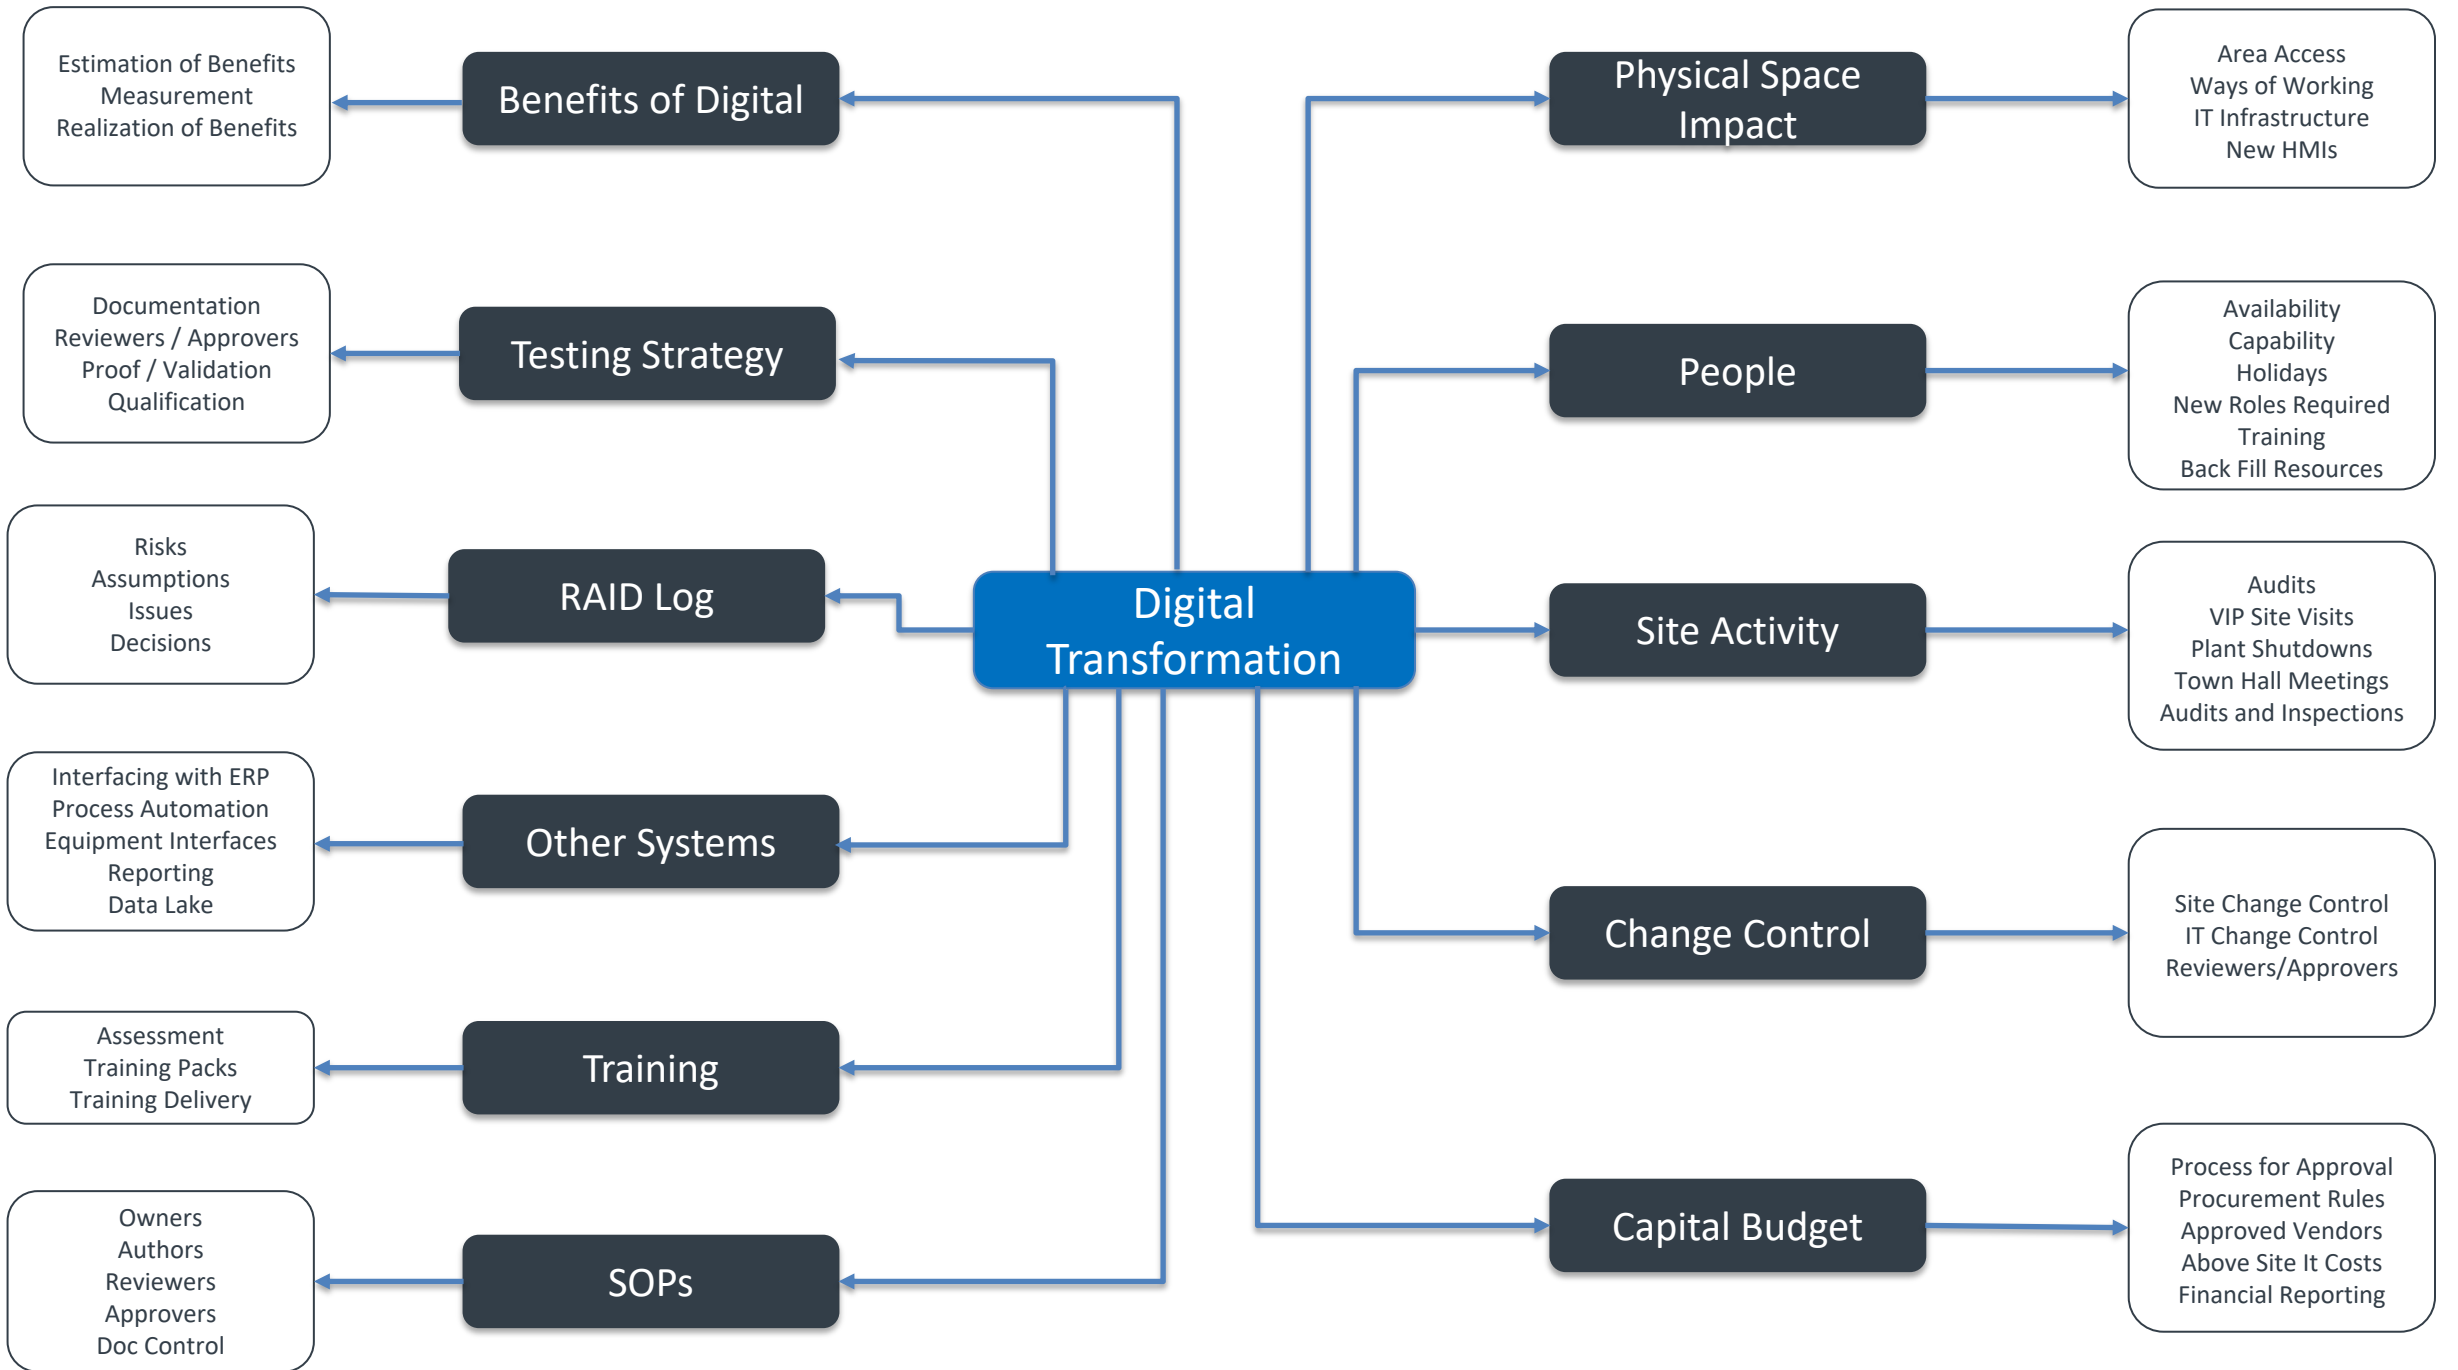 Estimation of Benefits
Measurement
Realization of Benefits
Benefits of Digital
Physical Space
Impact
Area Access
Ways of Working
IT Infrastructure
New HMIs
Documentation
Reviewers / Approvers
Proof / Validation
Qualification
Testing Strategy
People
Availability
Capability
Holidays
New Roles Required
Training
Back Fill Resources
Risks
Assumptions
Issues
Decisions
RAID Log
Digital
Transformation
Site Activity
Audits
VIP Site Visits
Plant Shutdowns
Town Hall Meetings
Audits and Inspections
Interfacing with ERP
Process Automation
Equipment Interfaces
Reporting
Data Lake
Other Systems
Change Control
Site Change Control
IT Change Control
Reviewers/Approvers
Assessment
Training Packs
Training Delivery
Training
Owners
Authors
Reviewers
Approvers
Doc Control
SOPs
Capital Budget
Process for Approval
Procurement Rules
Approved Vendors
Above Site It Costs
Financial Reporting